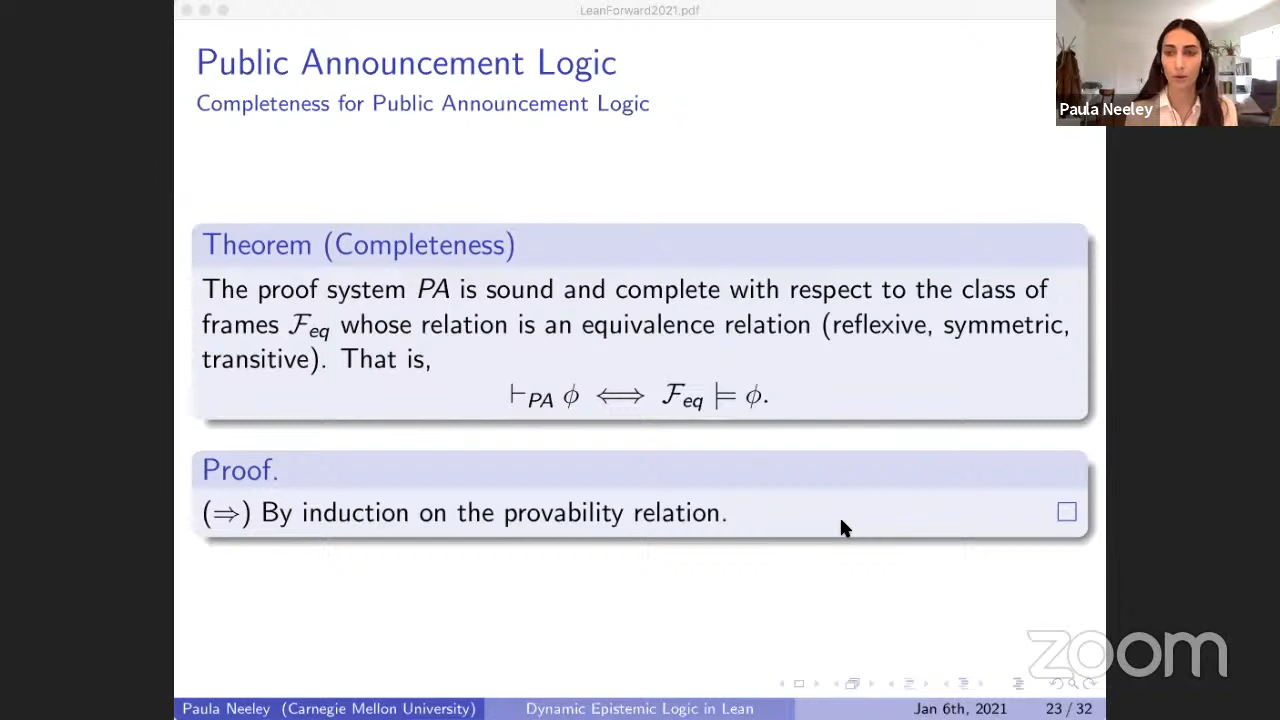 LeanForward2021.pdf
Public Announcement Logic
Completeness for Public Announcement Logic
Paula Neeley
Theorem (Completeness)
The proof system PA is sound and complete with respect to the class of
frames ℱ_eq whose relation is an equivalence relation (reflexive, symmetric,
transitive). That is,
⊢_PA ϕ ⟺ ℱ_eq ⊨ ϕ.
Proof.
(⇒) By induction on the provability relation. □
zoom
Paula Neeley (Carnegie Mellon University) Dynamic Epistemic Logic in Lean Jan 6th, 2021 23 / 32